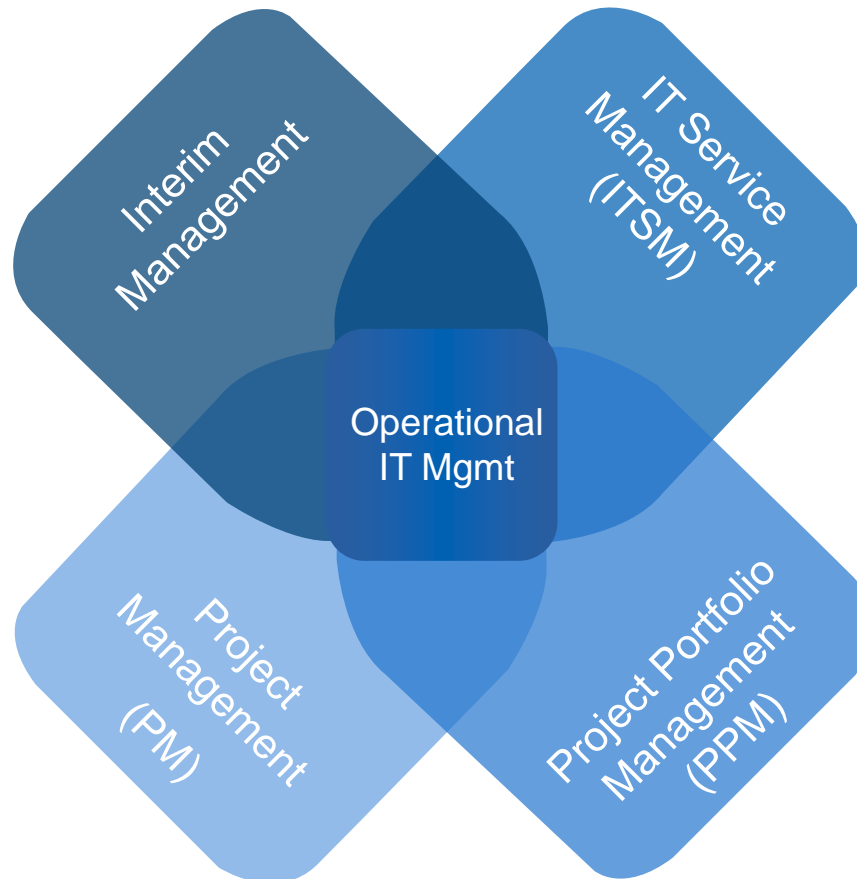 Interim
Management
IT Service
Management
(ITSM)
Operational
IT Mgmt
Project
Management
(PM)
Project Portfolio
Management
(PPM)